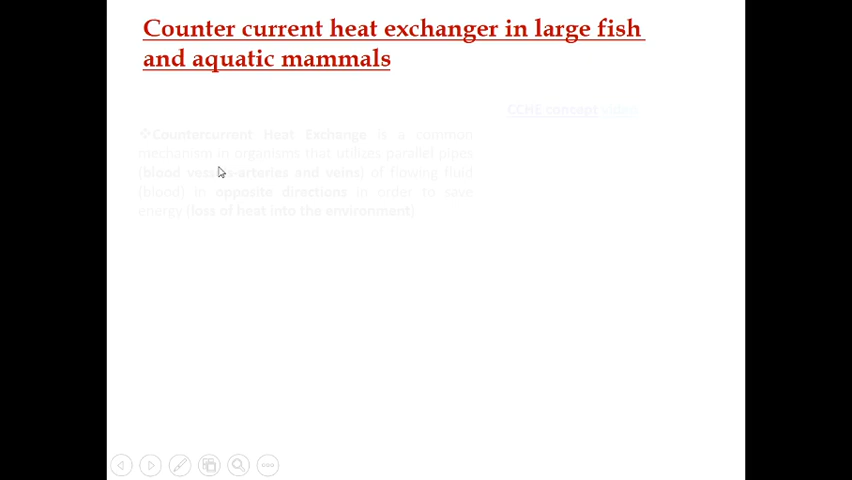 Counter current heat exchanger in large fish
and aquatic mammals
CCHE concept video
❖Countercurrent Heat Exchange is a common
mechanism in organisms that utilizes parallel pipes
(blood vessels-arteries and veins) of flowing fluid
(blood) in opposite directions in order to save
energy (loss of heat into the environment)